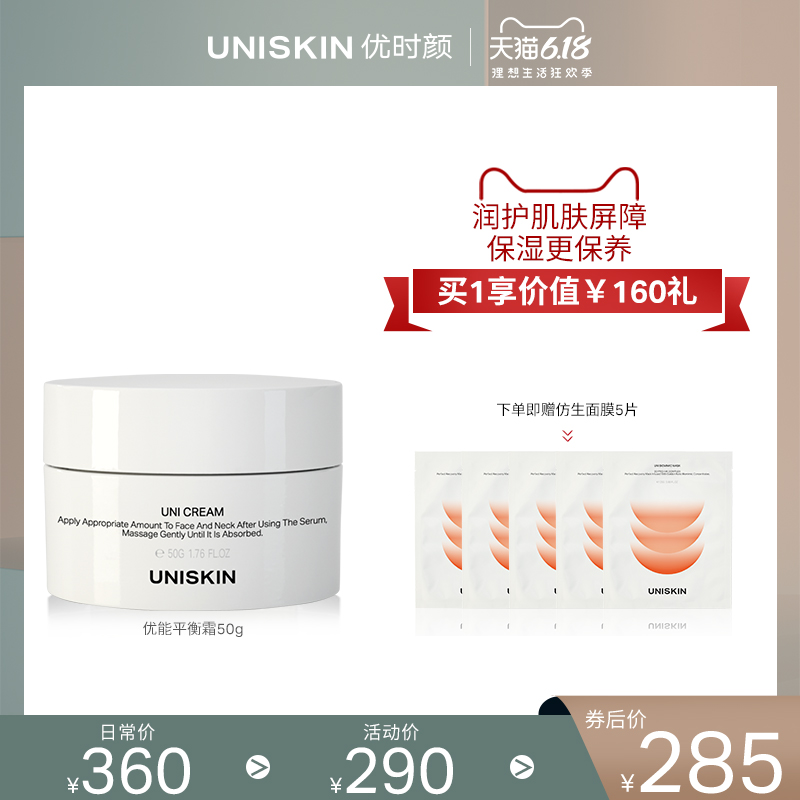 UNISKIN 优时颜
天猫6.18
理想生活狂欢季
润护肌肤屏障
保湿更保养
买1享价值￥160礼
下单即赠仿生面膜5片
UNI CREAM
Apply Appropriate Amount To Face And Neck After Using The Serum,
Massage Gently Until It Is Absorbed.
℮ 50G 1.76 FL.OZ
UNISKIN
优能平衡霜50g
UNISKIN
日常价
¥360
活动价
¥290
券后价
¥285